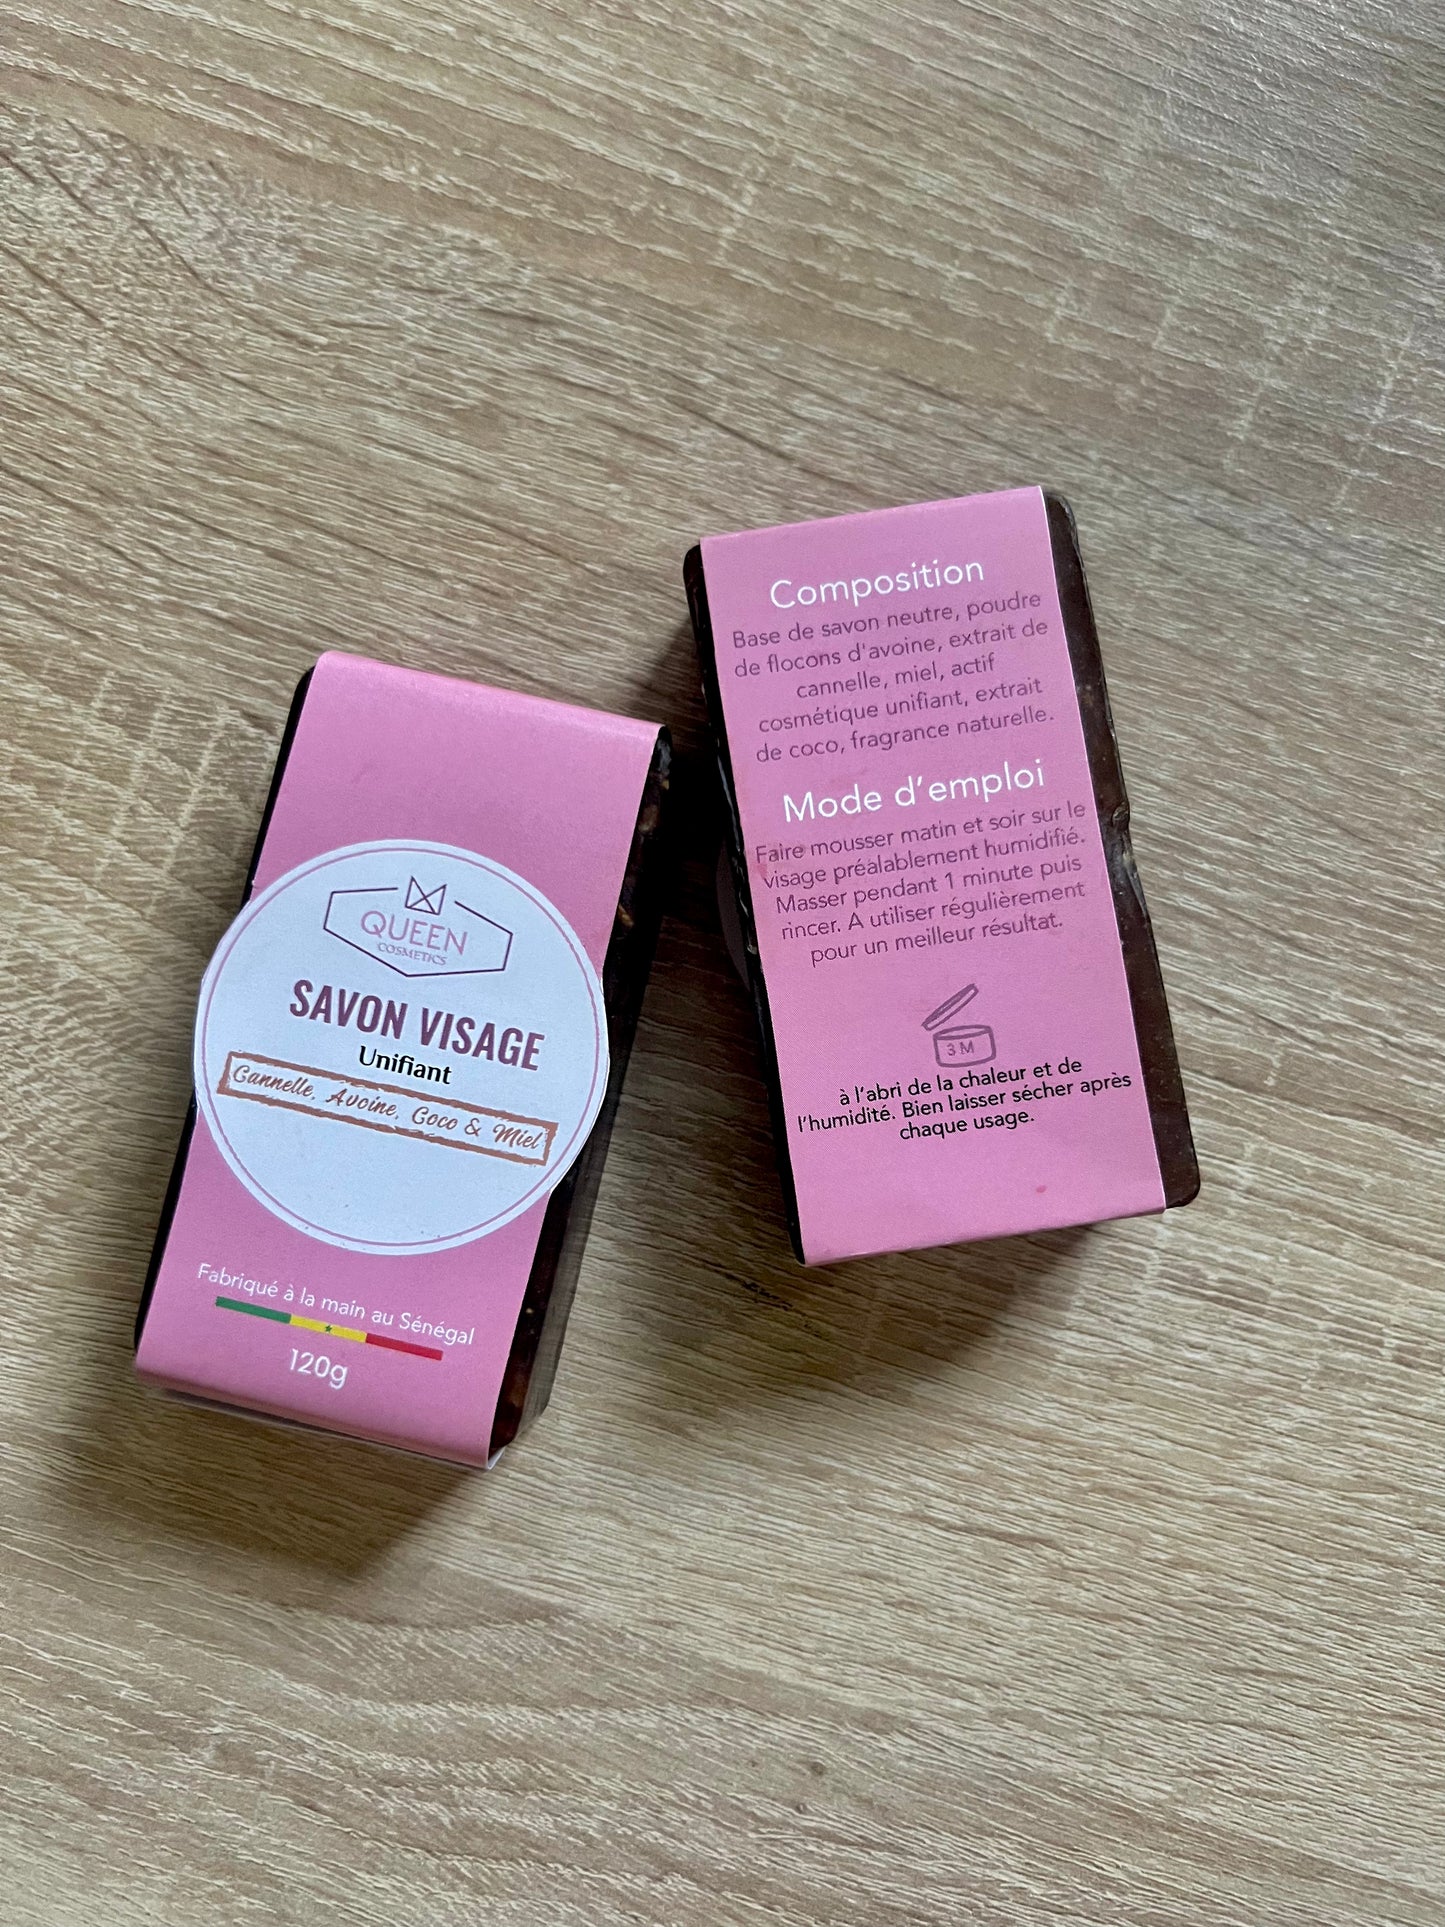 QUEEN
COSMETICS
SAVON VISAGE
Unifiant
Cannelle, Avoine, Coco & Miel
Fabriqué à la main au Sénégal
120g
Composition
Base de savon neutre, poudre
de flocons d'avoine, extrait de
cannelle, miel, actif
cosmétique unifiant, extrait
de coco, fragrance naturelle.
Mode d'emploi
Faire mousser matin et soir sur le
visage préalablement humidifié.
Masser pendant 1 minute puis
rincer. A utiliser régulièrement
pour un meilleur résultat.
3 M
à l'abri de la chaleur et de
l'humidité. Bien laisser sécher après
chaque usage.